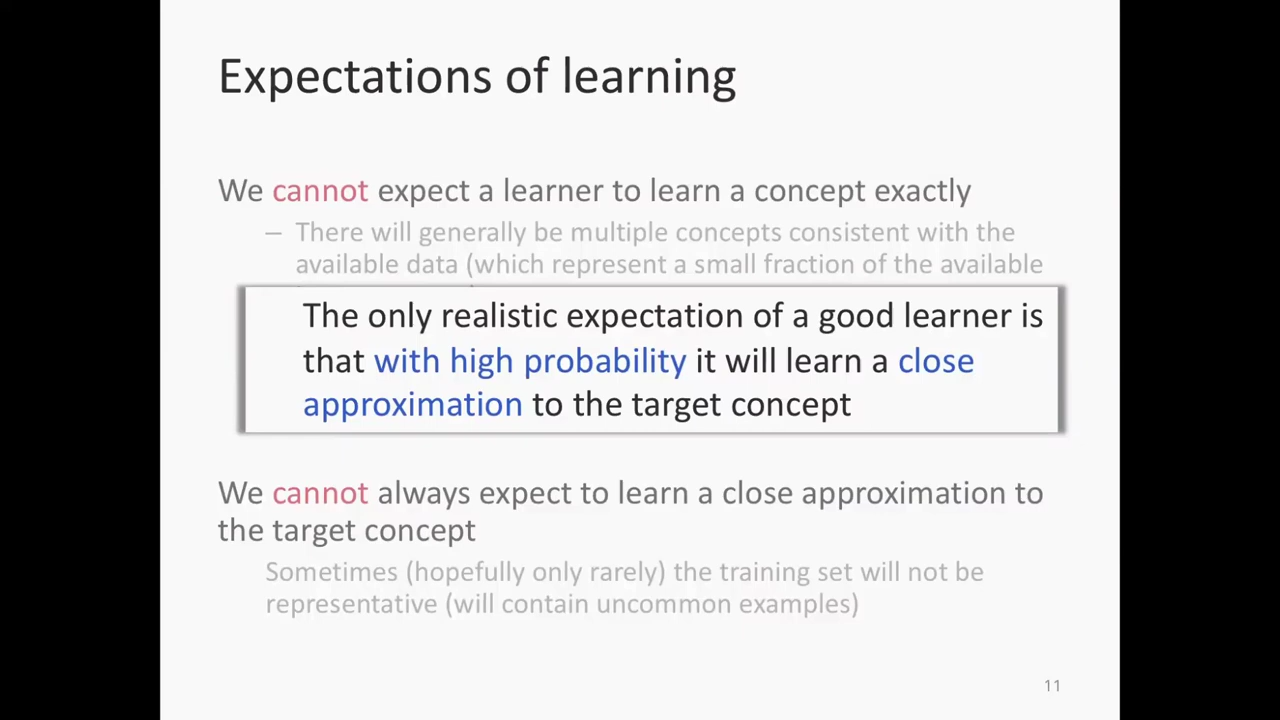 Expectations of learning
We cannot expect a learner to learn a concept exactly
– There will generally be multiple concepts consistent with the
available data (which represent a small fraction of the available
The only realistic expectation of a good learner is
that with high probability it will learn a close
approximation to the target concept
We cannot always expect to learn a close approximation to
the target concept
Sometimes (hopefully only rarely) the training set will not be
representative (will contain uncommon examples)
11